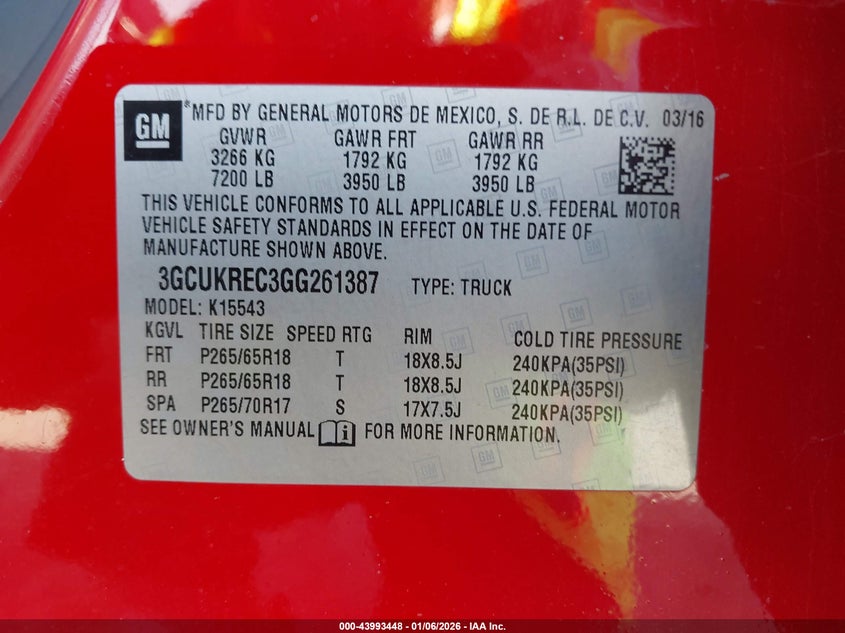 GM *MFD BY GENERAL MOTORS DE MEXICO, S. DE R.L. DE C.V. 03/16
GVWR GAWR FRT GAWR RR
3266 KG 1792 KG 1792 KG
7200 LB 3950 LB 3950 LB
THIS VEHICLE CONFORMS TO ALL APPLICABLE U.S. FEDERAL MOTOR
VEHICLE SAFETY STANDARDS IN EFFECT ON THE DATE OF
MANUFACTURE SHOWN ABOVE.
3GCUKREC3GG261387 TYPE: TRUCK
MODEL: K15543
KGVL TIRE SIZE SPEED RTG RIM COLD TIRE PRESSURE
FRT P265/65R18 T 18X8.5J 240KPA(35PSI)
RR P265/65R18 T 18X8.5J 240KPA(35PSI)
SPA P265/70R17 S 17X7.5J 240KPA(35PSI)
SEE OWNER'S MANUAL FOR MORE INFORMATION.
000-43993448 - 01/06/2026 - IAA Inc.